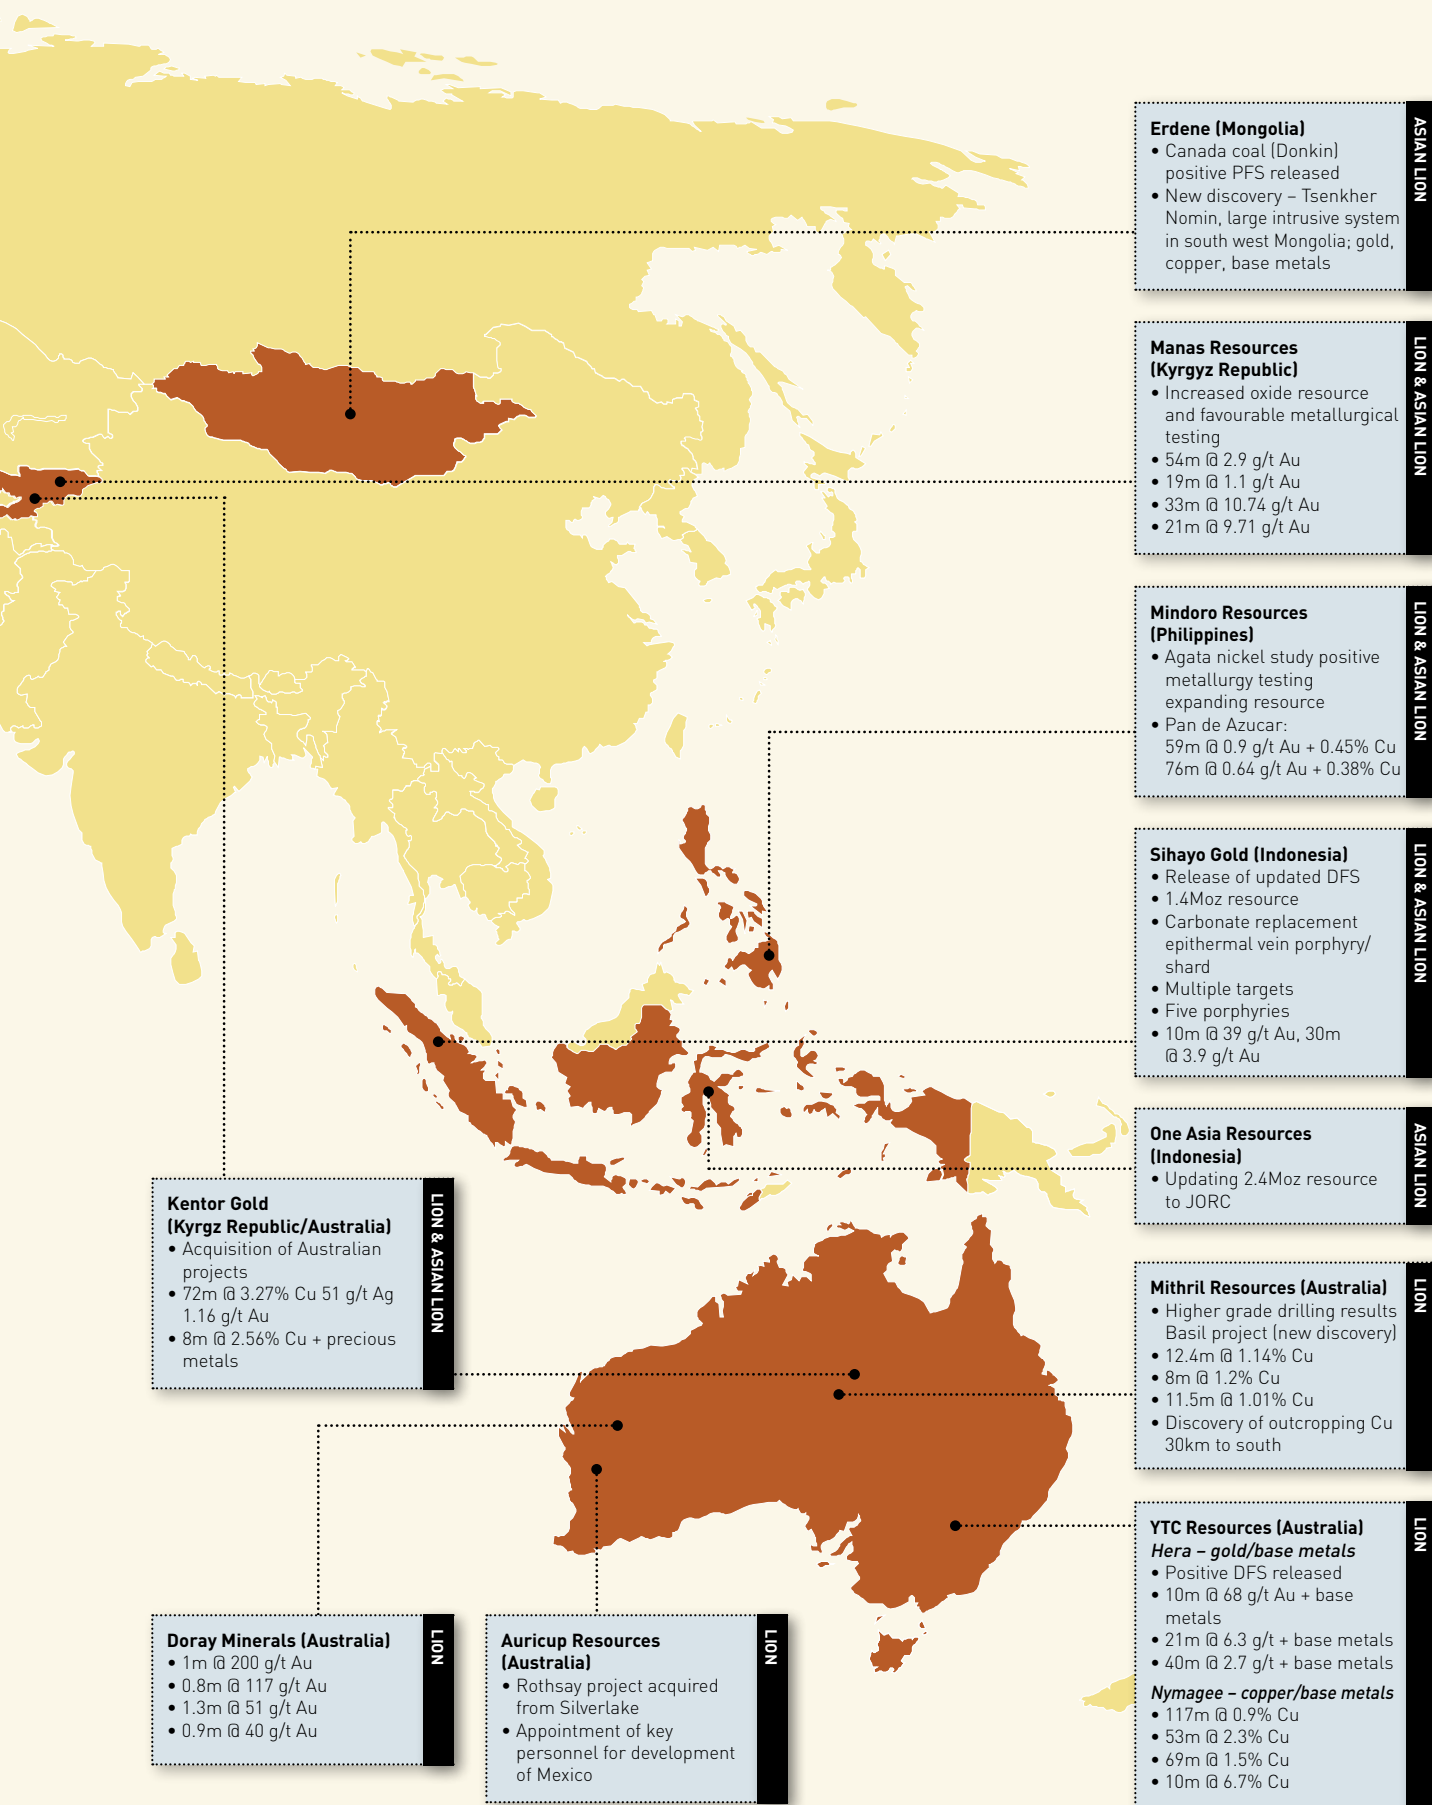 Erdene (Mongolia)
• Canada coal (Donkin)
positive PFS released
• New discovery – Tsenkher
Nomin, large intrusive system
in south west Mongolia; gold,
copper, base metals
ASIAN LION
Manas Resources
(Kyrgyz Republic)
• Increased oxide resource
and favourable metallurgical
testing
• 54m @ 2.9 g/t Au
• 19m @ 1.1 g/t Au
• 33m @ 10.74 g/t Au
• 21m @ 9.71 g/t Au
LION & ASIAN LION
Mindoro Resources
(Philippines)
• Agata nickel study positive
metallurgy testing
expanding resource
• Pan de Azucar:
59m @ 0.9 g/t Au + 0.45% Cu
76m @ 0.64 g/t Au + 0.38% Cu
LION & ASIAN LION
Sihayo Gold (Indonesia)
• Release of updated DFS
• 1.4Moz resource
• Carbonate replacement
epithermal vein porphyry/
shard
• Multiple targets
• Five porphyries
• 10m @ 39 g/t Au, 30m
@ 3.9 g/t Au
LION & ASIAN LION
One Asia Resources
(Indonesia)
• Updating 2.4Moz resource
to JORC
ASIAN LION
Kentor Gold
(Kyrgz Republic/Australia)
• Acquisition of Australian
projects
• 72m @ 3.27% Cu 51 g/t Ag
1.16 g/t Au
• 8m @ 2.56% Cu + precious
metals
LION & ASIAN LION
Mithril Resources (Australia)
• Higher grade drilling results
Basil project (new discovery)
• 12.4m @ 1.14% Cu
• 8m @ 1.2% Cu
• 11.5m @ 1.01% Cu
• Discovery of outcropping Cu
30km to south
LION
YTC Resources (Australia)
Hera – gold/base metals
• Positive DFS released
• 10m @ 68 g/t Au + base
metals
• 21m @ 6.3 g/t + base metals
• 40m @ 2.7 g/t + base metals
Nymagee – copper/base metals
• 117m @ 0.9% Cu
• 53m @ 2.3% Cu
• 69m @ 1.5% Cu
• 10m @ 6.7% Cu
LION
Doray Minerals (Australia)
• 1m @ 200 g/t Au
• 0.8m @ 117 g/t Au
• 1.3m @ 51 g/t Au
• 0.9m @ 40 g/t Au
LION
Auricup Resources
(Australia)
• Rothsay project acquired
from Silverlake
• Appointment of key
personnel for development
of Mexico
LION